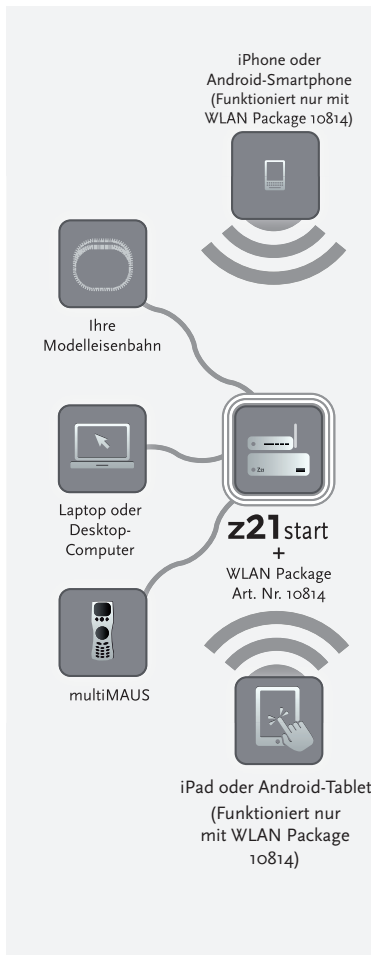 iPhone oder
Android-Smartphone
(Funktioniert nur mit
WLAN Package 10814)
Ihre
Modelleisenbahn
Laptop oder
Desktop-
Computer
z21start
+
WLAN Package
Art. Nr. 10814
multiMAUS
iPad oder Android-Tablet
(Funktioniert nur
mit WLAN Package
10814)